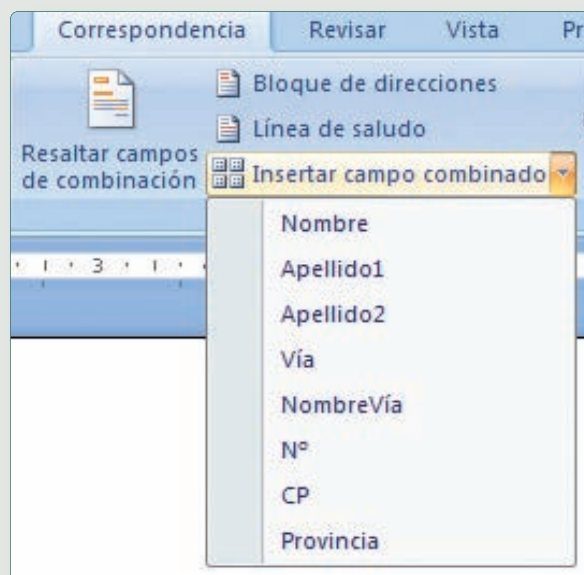 Correspondencia Revisar Vista Pr
Bloque de direcciones
Línea de saludo
Resaltar campos
de combinación
Insertar campo combinado
Nombre
Apellido1
Apellido2
Vía
NombreVía
Nº
CP
Provincia
3